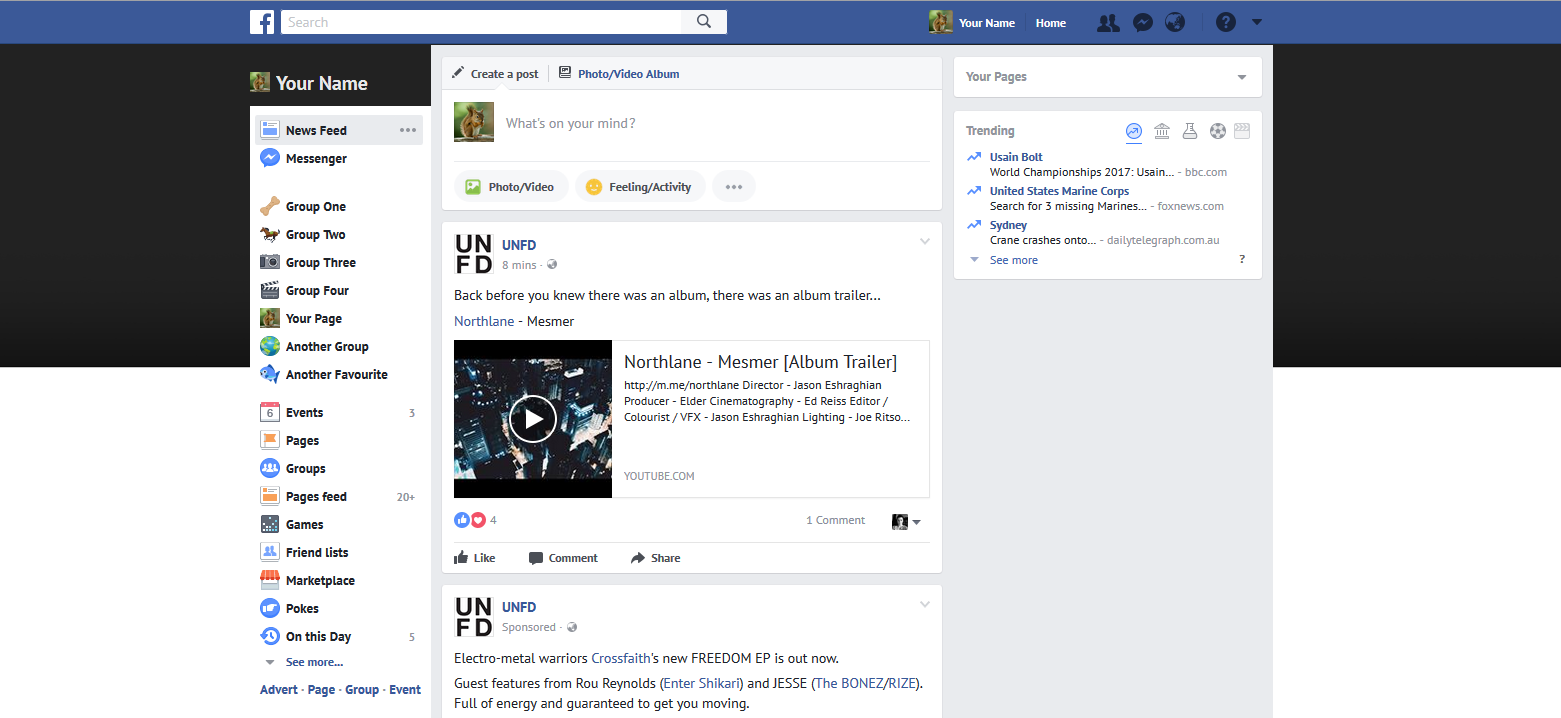 Search
Your Name
Home
?
Your Name
News Feed
Messenger
Group One
Group Two
Group Three
Group Four
Your Page
Another Group
Another Favourite
6 Events 3
Pages
Groups
Pages feed 20+
Games
Friend lists
Marketplace
Pokes
On this Day 5
See more...
Advert · Page · Group · Event
Create a post
Photo/Video Album
What's on your mind?
Photo/Video
Feeling/Activity
UNFD
UNFD
8 mins ·
Back before you knew there was an album, there was an album trailer...
Northlane - Mesmer
Northlane - Mesmer [Album Trailer]
http://m.me/northlane Director - Jason Eshraghian
Producer - Elder Cinematography - Ed Reiss Editor /
Colourist / VFX - Jason Eshraghian Lighting - Joe Ritso...
YOUTUBE.COM
4
1 Comment
Like
Comment
Share
UNFD
UNFD
Sponsored ·
Electro-metal warriors Crossfaith's new FREEDOM EP is out now.
Guest features from Rou Reynolds (Enter Shikari) and JESSE (The BONEZ/RIZE).
Full of energy and guaranteed to get you moving.
Your Pages
Trending
Usain Bolt
World Championships 2017: Usain... - bbc.com
United States Marine Corps
Search for 3 missing Marines... - foxnews.com
Sydney
Crane crashes onto... - dailytelegraph.com.au
See more
?